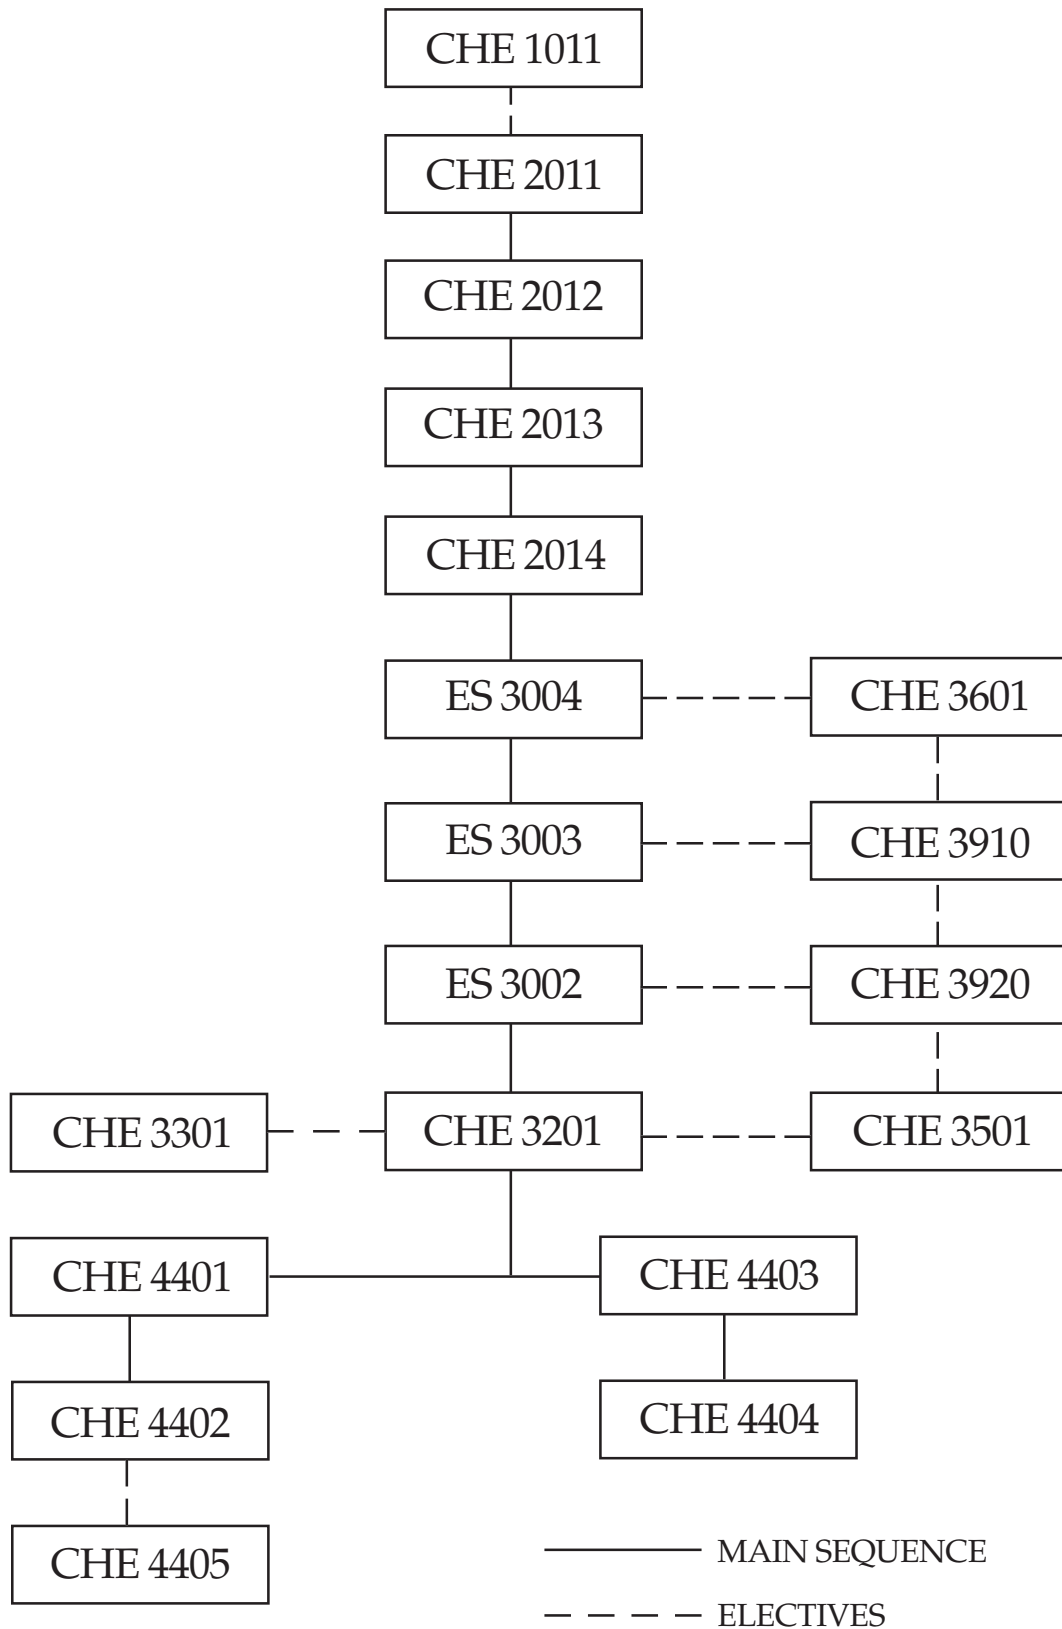 CHE 1011
CHE 2011
CHE 2012
CHE 2013
CHE 2014
ES 3004
CHE 3601
ES 3003
CHE 3910
ES 3002
CHE 3920
CHE 3301
CHE 3201
CHE 3501
CHE 4401
CHE 4403
CHE 4402
CHE 4404
CHE 4405
MAIN SEQUENCE
ELECTIVES